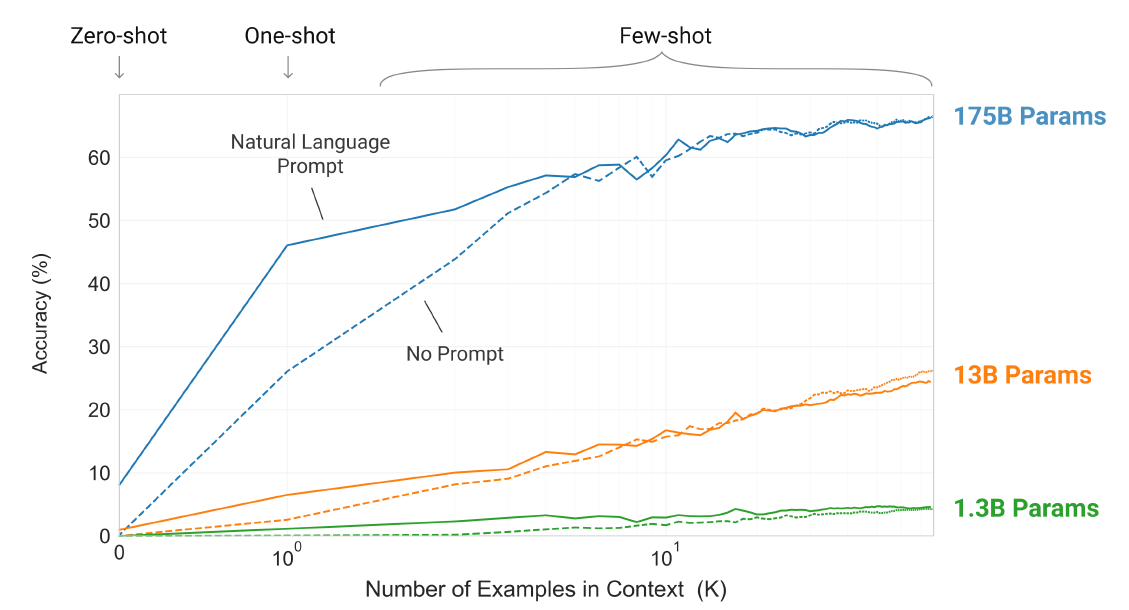 Zero-shot
One-shot
Few-shot
175B Params
Natural Language
Prompt
No Prompt
13B Params
1.3B Params
Accuracy (%)
60
50
40
30
20
10
0
0
10⁰
10¹
Number of Examples in Context (K)